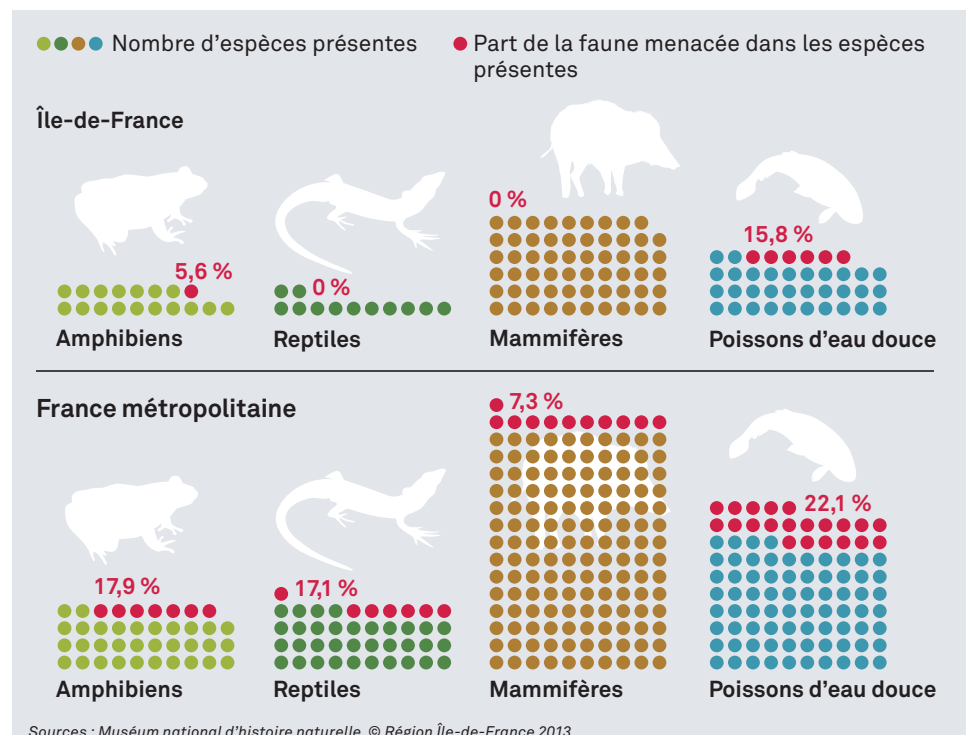 Nombre d'espèces présentes
Part de la faune menacée dans les espèces
présentes
Île-de-France
5,6 %
Amphibiens
0 %
Reptiles
0 %
Mammifères
15,8 %
Poissons d'eau douce
France métropolitaine
17,9 %
Amphibiens
17,1 %
Reptiles
7,3 %
Mammifères
22,1 %
Poissons d'eau douce
Sources : Muséum national d'histoire naturelle, © Région Île-de-France 2013